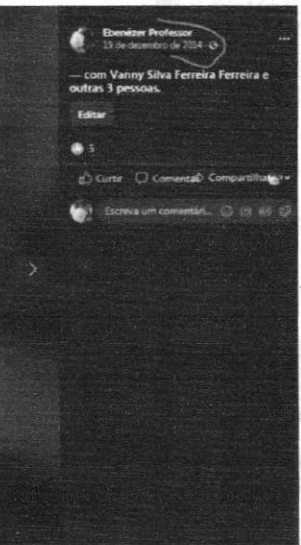 Ebenézer Professor
15 de dezembro de 2014 ·
— com Vanny Silva Ferreira Ferreira e
outras 3 pessoas.
Editar
5
Curtir Comentar Compartilhar
Escreva um comentári...